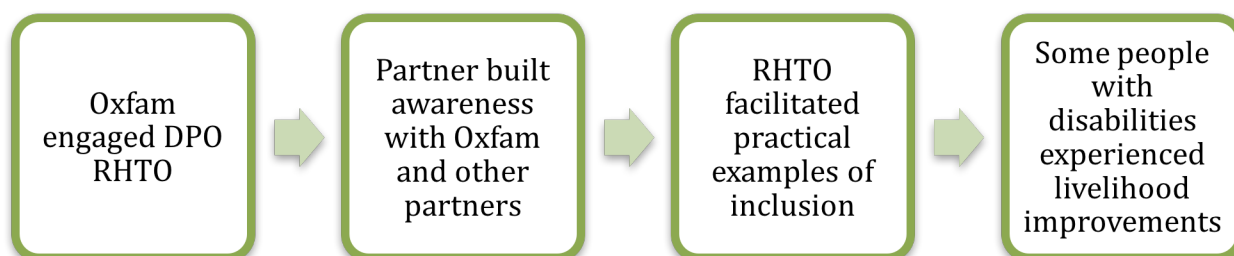 Oxfam
engaged DPO
RHTO
Partner built
awareness
with Oxfam
and other
partners
RHTO
facilitated
practical
examples of
inclusion
Some people
with
disabilities
experienced
livelihood
improvements